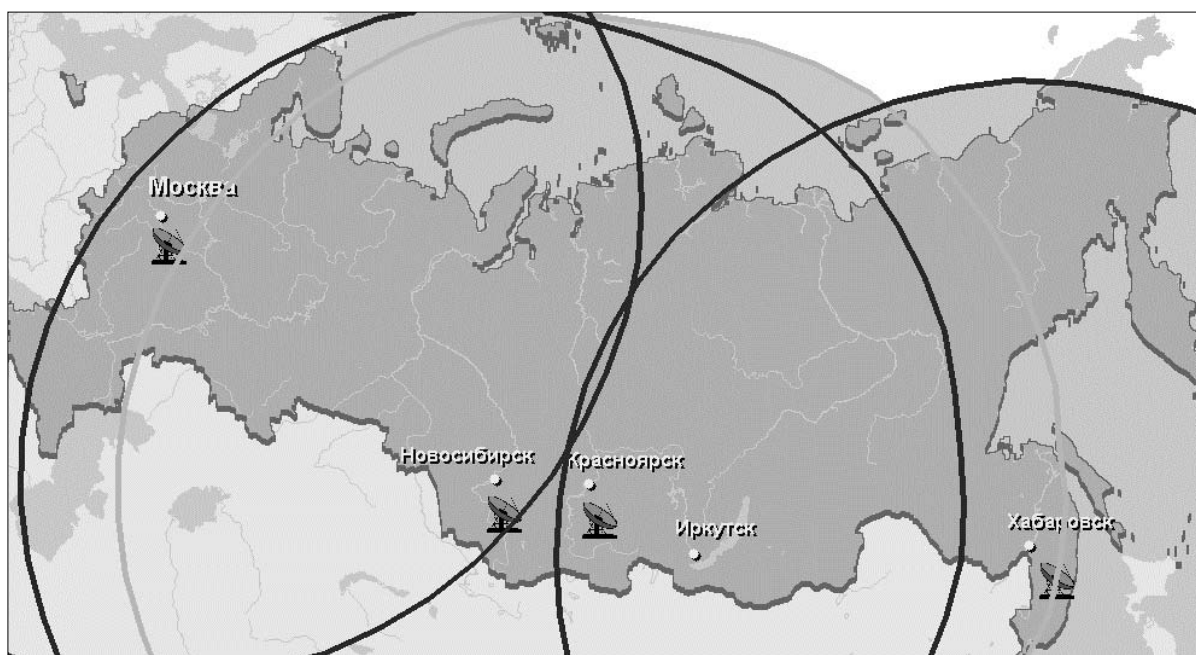 Москва
Новосибирск
Красноярск
Иркутск
Хабаровск